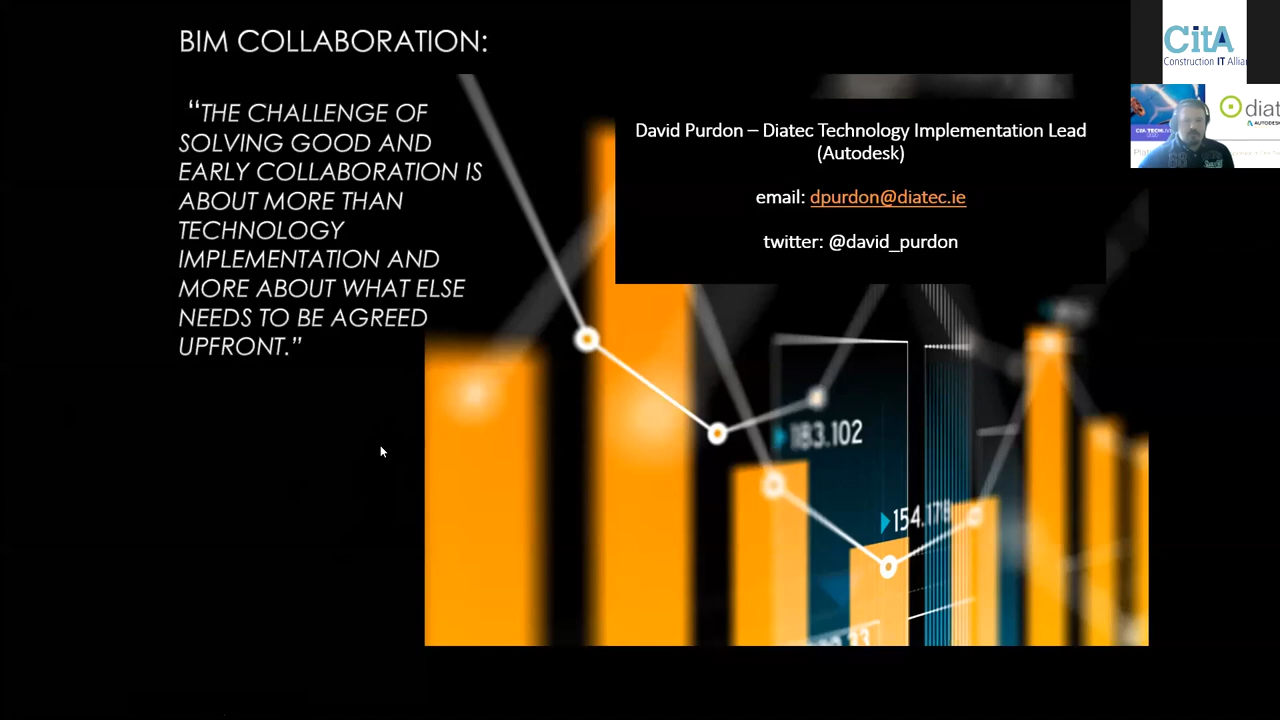 BIM COLLABORATION:
“THE CHALLENGE OF
SOLVING GOOD AND
EARLY COLLABORATION IS
ABOUT MORE THAN
TECHNOLOGY
IMPLEMENTATION AND
MORE ABOUT WHAT ELSE
NEEDS TO BE AGREED
UPFRONT.”
David Purdon – Diatec Technology Implementation Lead
(Autodesk)
email: dpurdon@diatec.ie
twitter: @david_purdon
183.102
154.178
CitA
Construction IT Allia
diat
AUTODESK